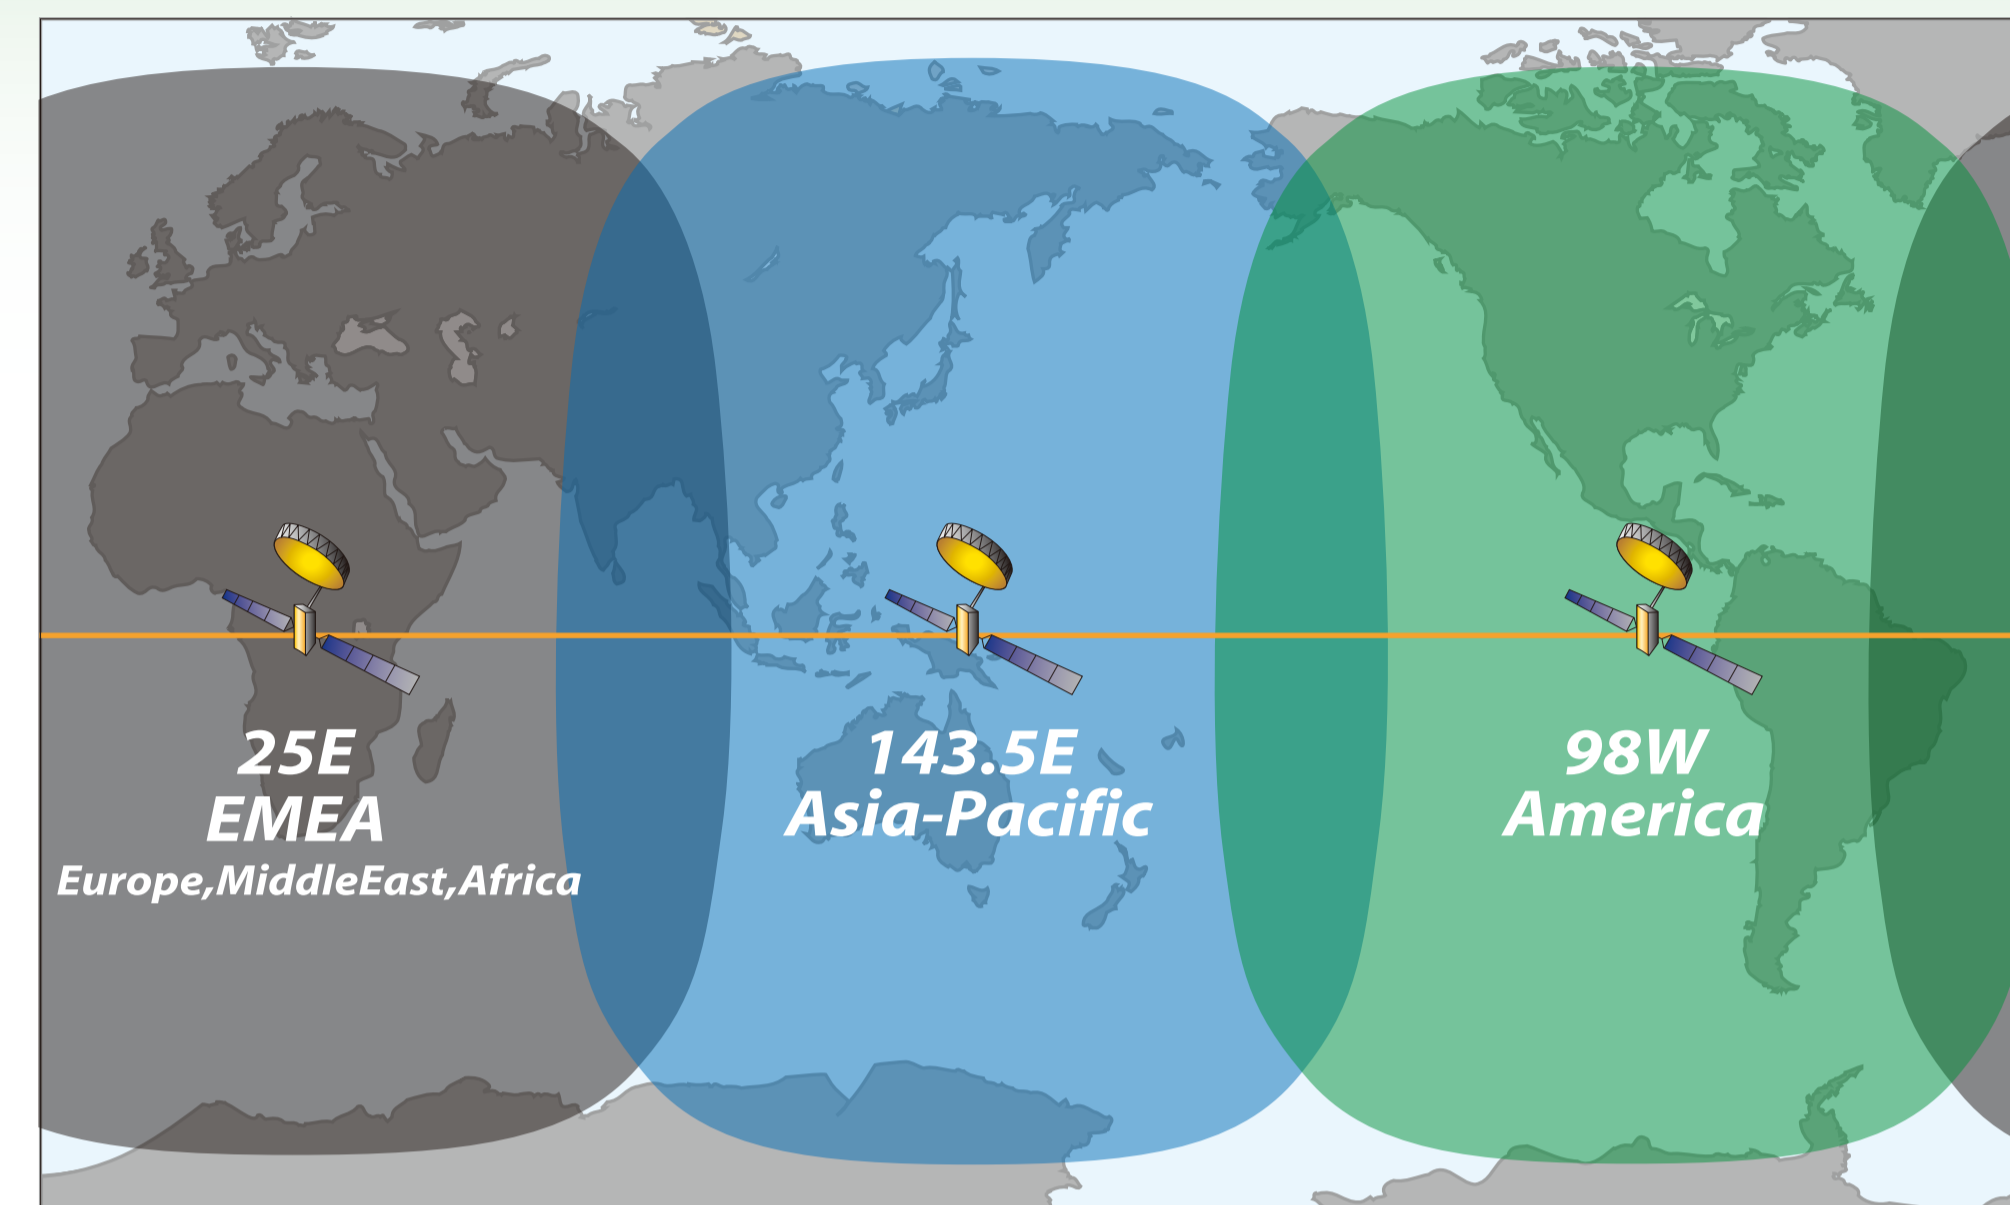 25E
EMEA
Europe,MiddleEast,Africa
143.5E
Asia-Pacific
98W
America